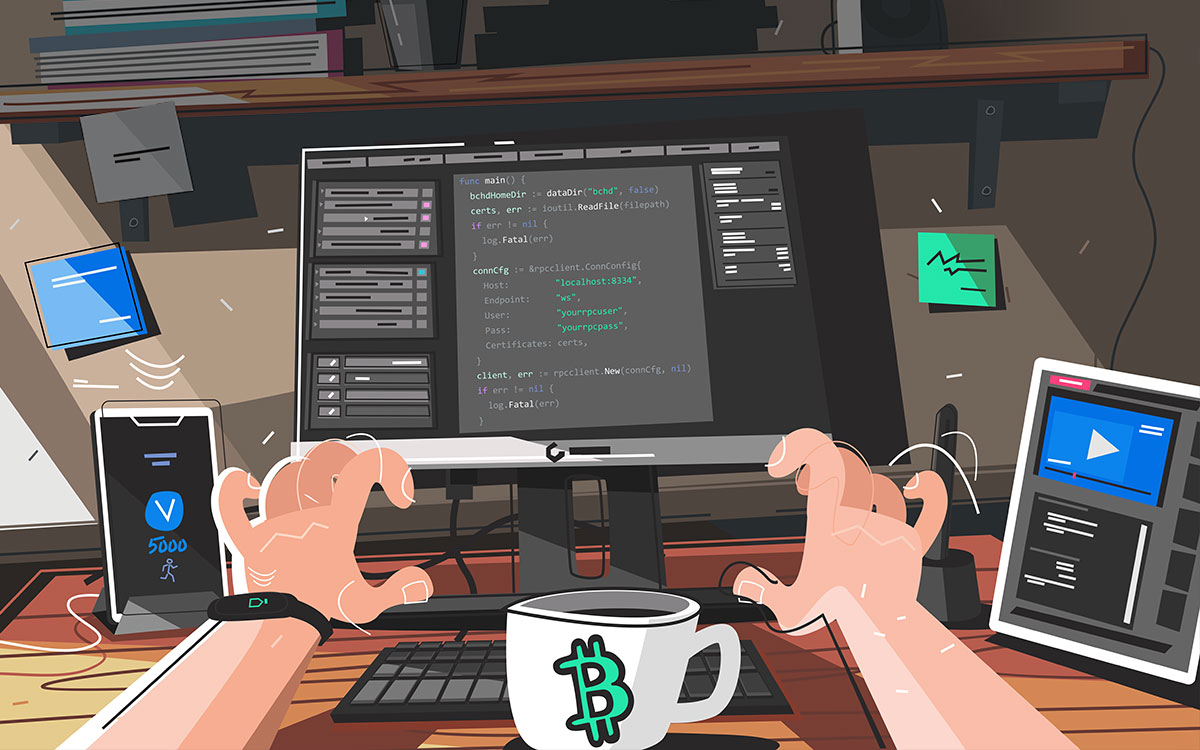 func main() {
bchdHomeDir := dataDir("bchd", false)
certs, err := ioutil.ReadFile(filepath)
if err != nil {
log.Fatal(err)
}
connCfg := &rpcclient.ConnConfig{
Host: "localhost:8334",
Endpoint: "ws",
User: "yourrpcuser",
Pass: "yourrpcpass",
Certificates: certs,
}
client, err := rpcclient.New(connCfg, nil)
if err != nil {
log.Fatal(err)
}
V
5000